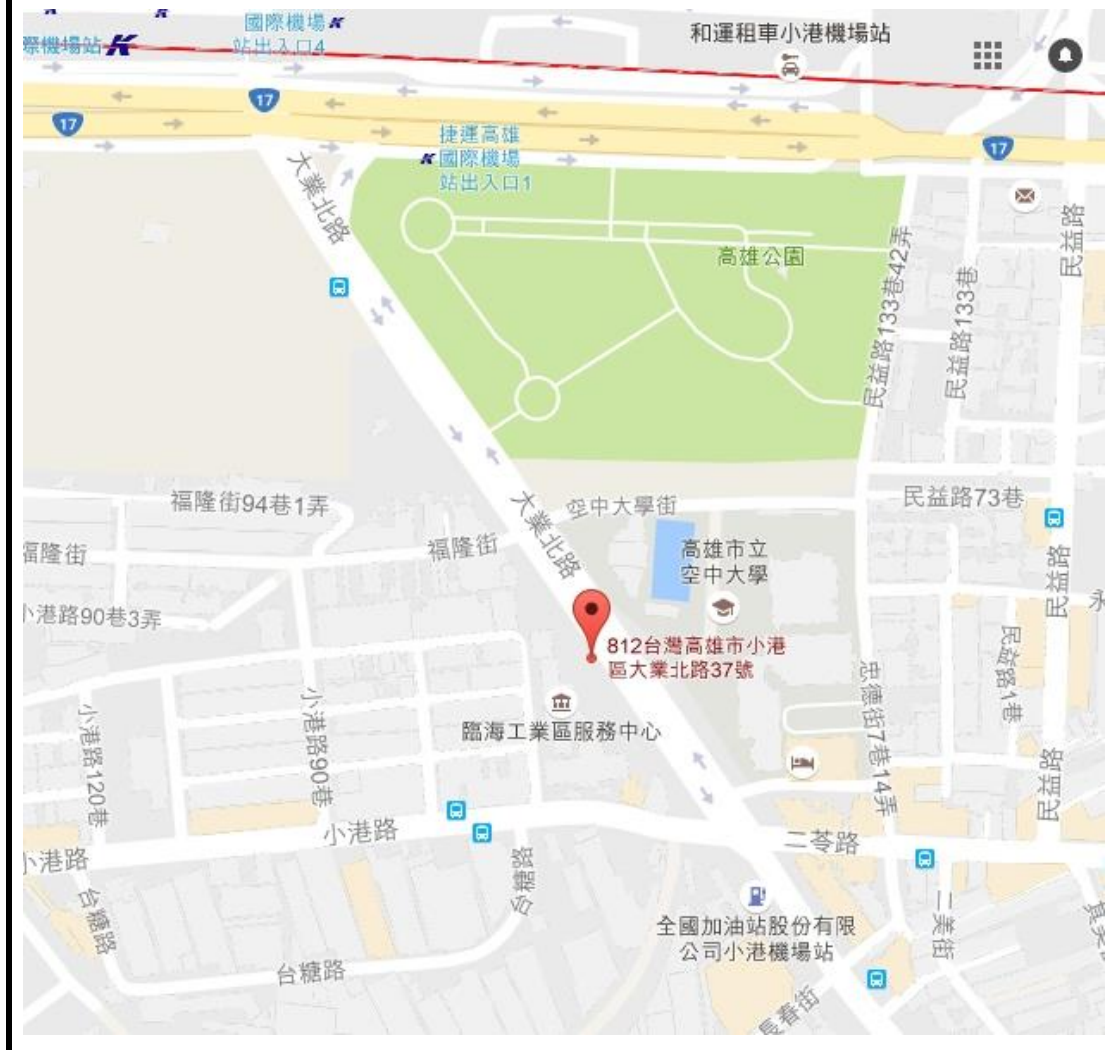 國際機場
站出入口4
際機場站
和運租車小港機場站
17
17
捷運高雄
國際機場
站出入口1
17
大業北路
高雄公園
民益路133巷42弄
民益路133巷
民益路
福隆街94巷1弄
大業北路
空中大學街
民益路73巷
福隆街
福隆街
高雄市立
空中大學
小港路90巷3弄
民益路
永
812台灣高雄市小港
區大業北路37號
民益路1巷
臨海工業區服務中心
小港路120巷
小港路90巷
忠德街7巷14弄
民益路
小港路
小港路
二苓路
台糖路
台糖路
台糖路
全國加油站股份有限
公司小港機場站
二美街
長春街